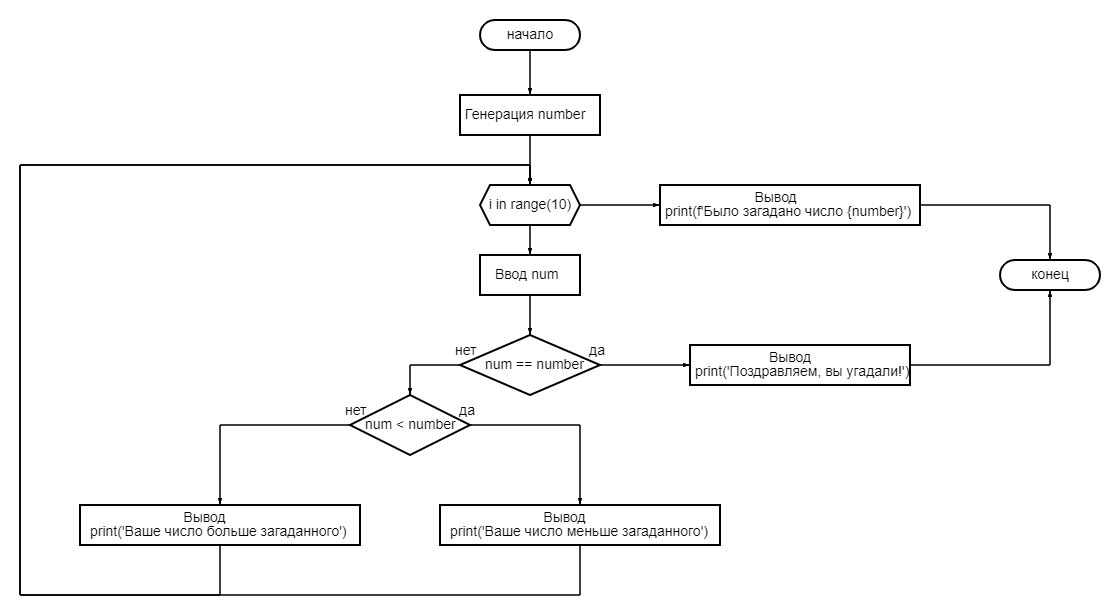 начало
Генерация number
i in range(10)
Вывод
print(f'Было загадано число {number}')
Ввод num
конец
нет
да
num == number
Вывод
print('Поздравляем, вы угадали!')
нет
да
num < number
Вывод
print('Ваше число больше загаданного')
Вывод
print('Ваше число меньше загаданного')